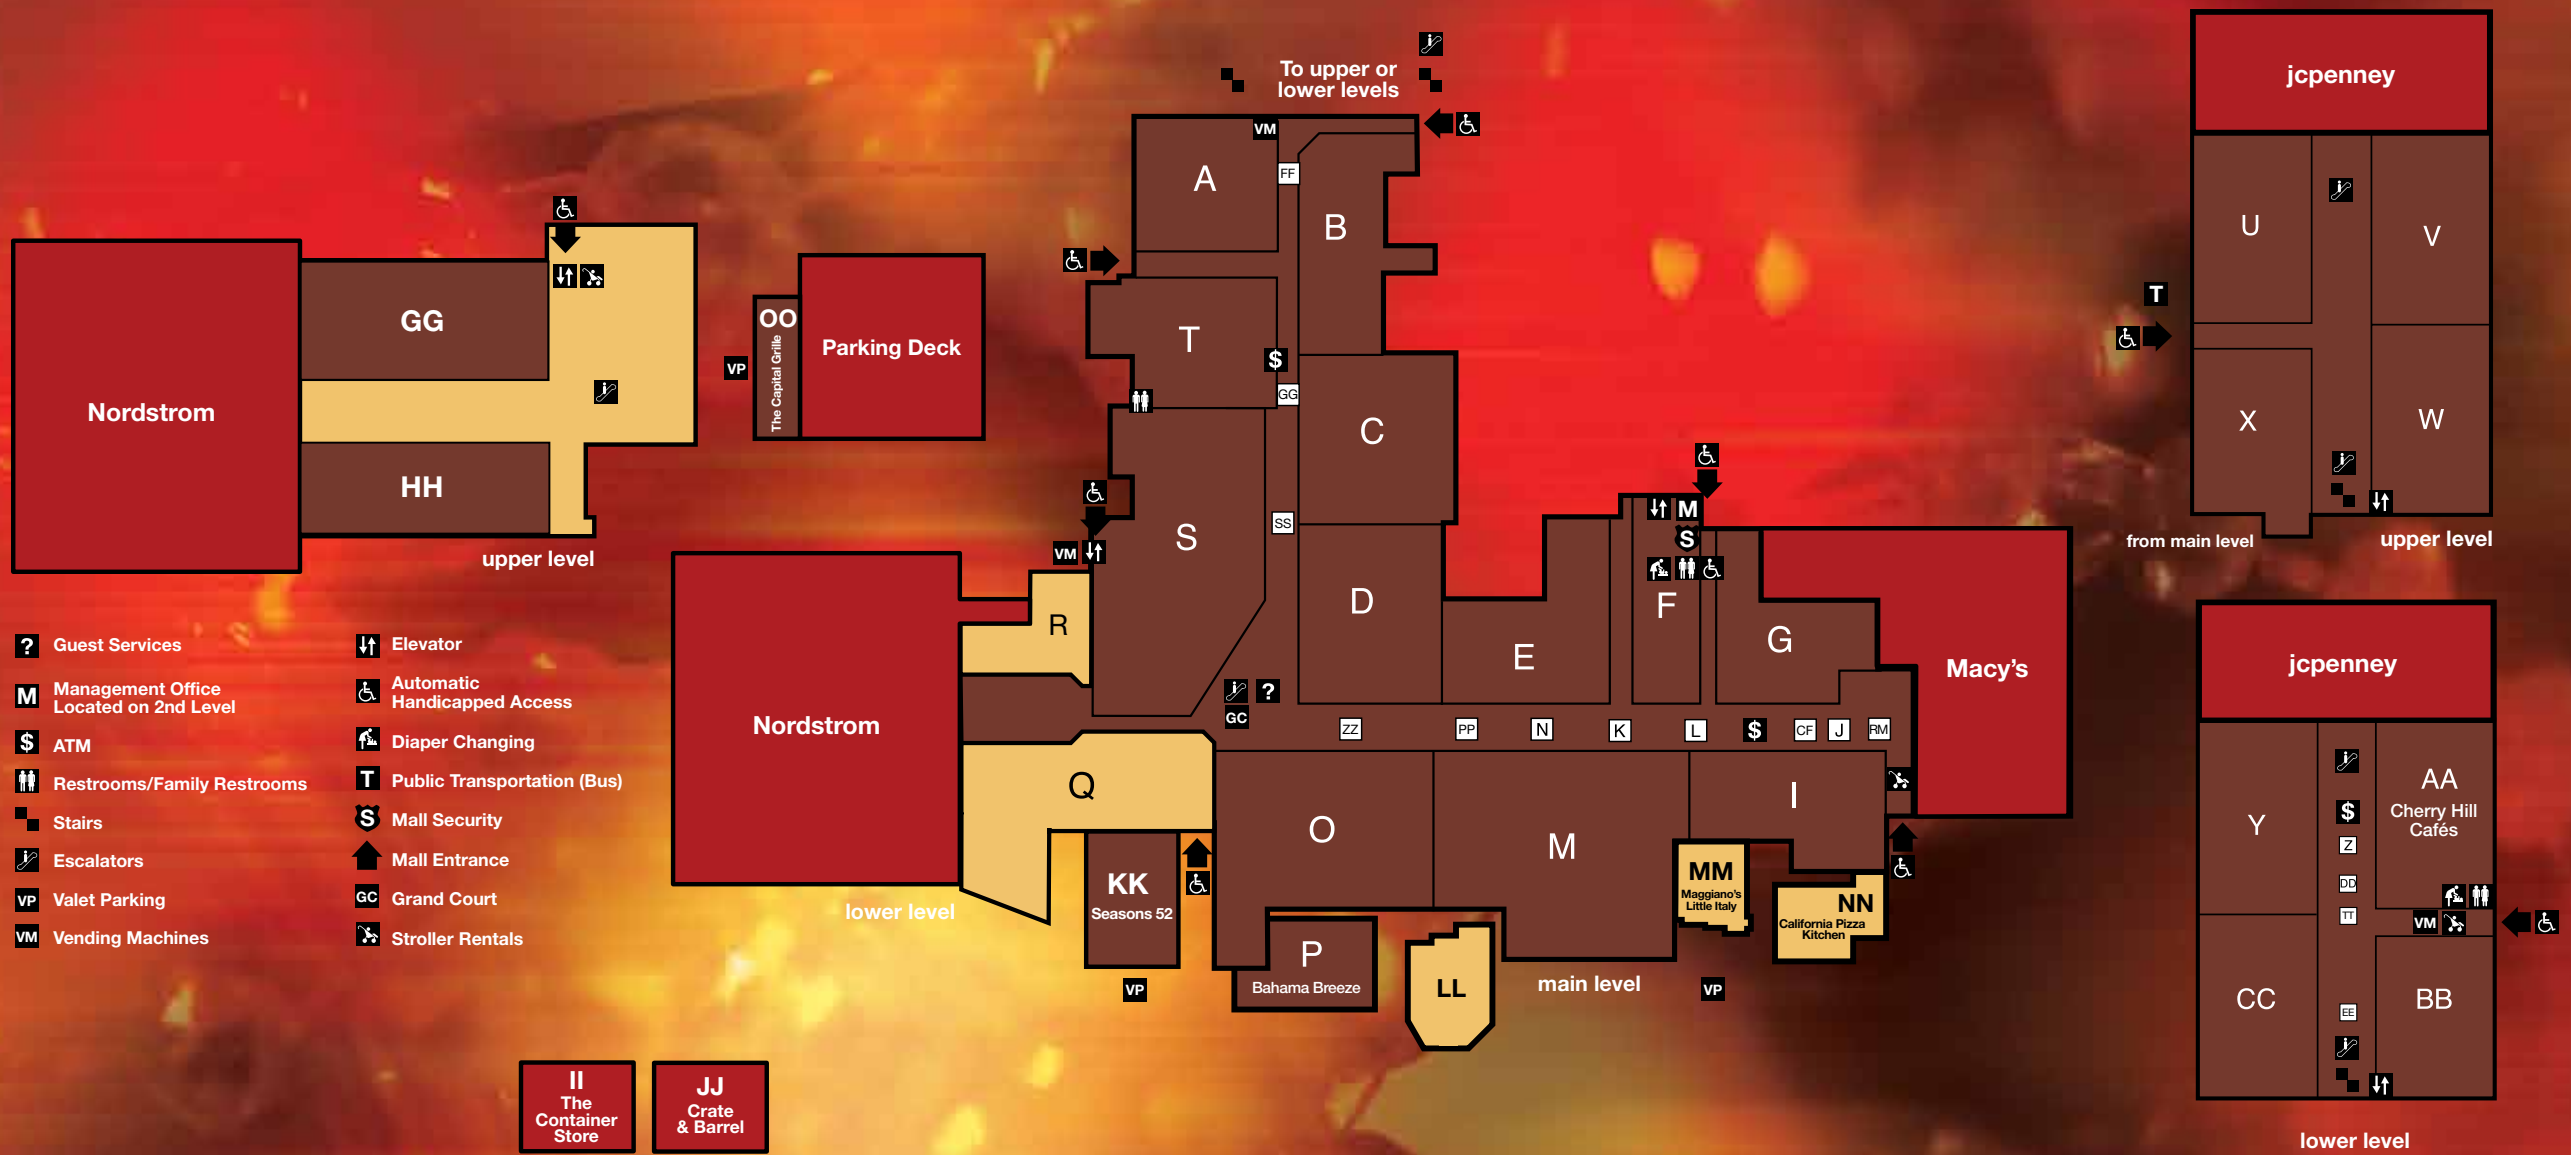 To upper or
lower levels
VM
FF
A
B
T
$
GG
C
S
SS
D
VM
R
E
M
S
F
G
Macy's
?
GC
ZZ
PP
N
K
L
$
CF
J
RM
Nordstrom
lower level
Q
O
M
I
KK
Seasons 52
VP
P
Bahama Breeze
LL
MM
Maggiano's
Little Italy
NN
California Pizza
Kitchen
main level
VP
Nordstrom
GG
HH
upper level
VP
OO
The Capital Grille
Parking Deck
jcpenney
U
V
T
X
W
from main level
upper level
jcpenney
Y
$
Z
DD
TT
AA
Cherry Hill
Cafés
VM
CC
EE
BB
lower level
? Guest Services
M Management Office
Located on 2nd Level
$ ATM
Restrooms/Family Restrooms
Stairs
Escalators
VP Valet Parking
VM Vending Machines
Elevator
Automatic
Handicapped Access
Diaper Changing
T Public Transportation (Bus)
S Mall Security
Mall Entrance
GC Grand Court
Stroller Rentals
II
The
Container
Store
JJ
Crate
& Barrel